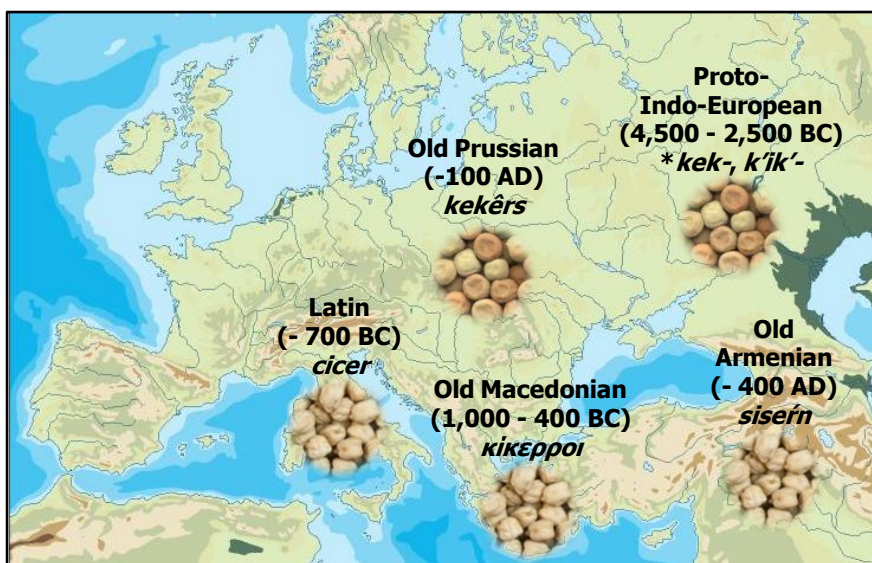 Proto-
Indo-European
(4,500 - 2,500 BC)
*kek-, k’ik’-
Old Prussian
(-100 AD)
kekêrs
Latin
(- 700 BC)
cicer
Old Macedonian
(1,000 - 400 BC)
κίκερροι
Old
Armenian
(- 400 AD)
siseŕn